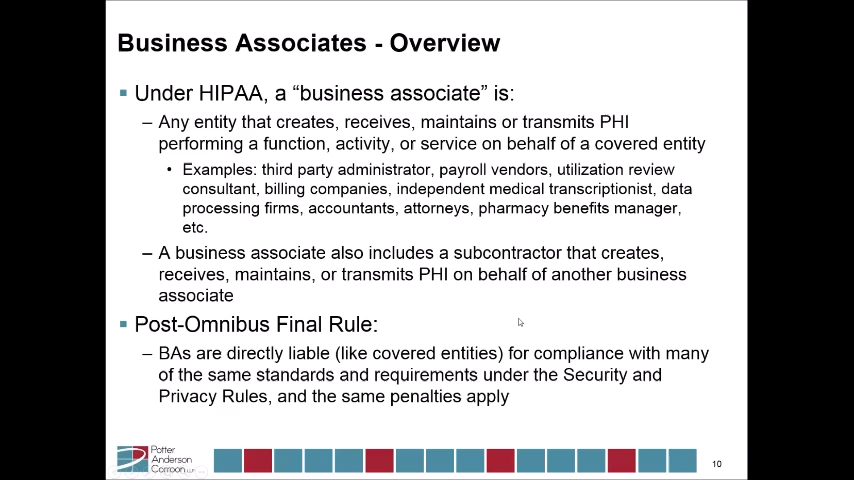 Business Associates - Overview
▪ Under HIPAA, a “business associate” is:
– Any entity that creates, receives, maintains or transmits PHI
performing a function, activity, or service on behalf of a covered entity
• Examples: third party administrator, payroll vendors, utilization review
consultant, billing companies, independent medical transcriptionist, data
processing firms, accountants, attorneys, pharmacy benefits manager,
etc.
– A business associate also includes a subcontractor that creates,
receives, maintains, or transmits PHI on behalf of another business
associate
▪ Post-Omnibus Final Rule:
– BAs are directly liable (like covered entities) for compliance with many
of the same standards and requirements under the Security and
Privacy Rules, and the same penalties apply
Potter
Anderson
Corroon LLP
10